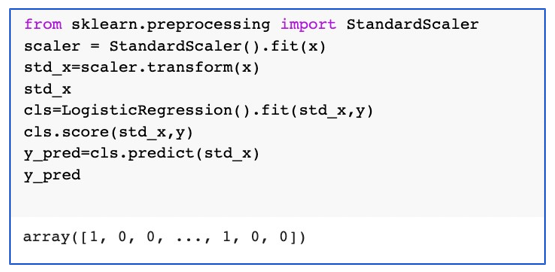 from sklearn.preprocessing import StandardScaler
scaler = StandardScaler().fit(x)
std_x=scaler.transform(x)
std_x
cls=LogisticRegression().fit(std_x,y)
cls.score(std_x,y)
y_pred=cls.predict(std_x)
y_pred
array([1, 0, 0, ..., 1, 0, 0])